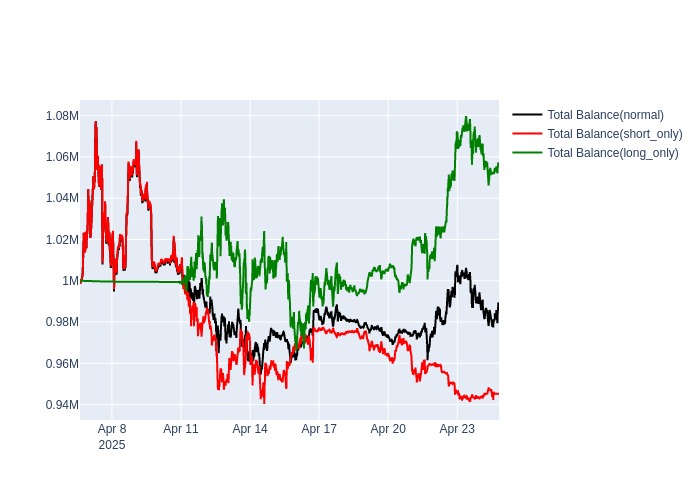 1.08M
1.06M
1.04M
1.02M
1M
0.98M
0.96M
0.94M
Apr 8
2025
Apr 11
Apr 14
Apr 17
Apr 20
Apr 23
Total Balance(normal)
Total Balance(short_only)
Total Balance(long_only)